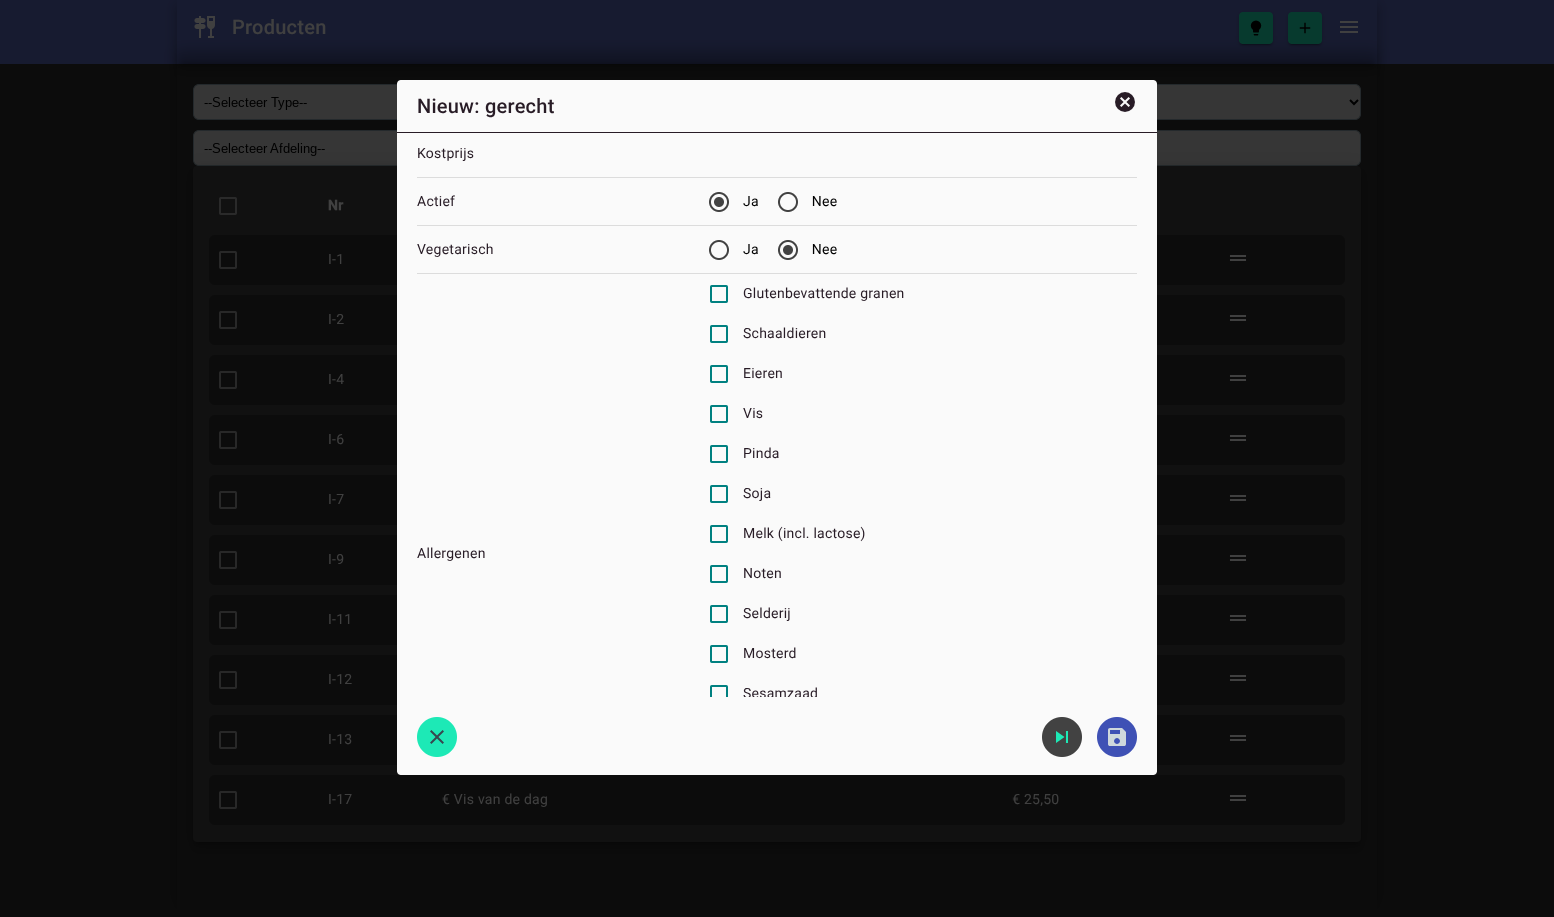 Producten
--Selecteer Type--
--Selecteer Afdeling--
Nr
I-1
I-2
I-4
I-6
I-7
I-9
I-11
I-12
I-13
I-17 € Vis van de dag € 25,50
Nieuw: gerecht
Kostprijs
Actief Ja Nee
Vegetarisch Ja Nee
Allergenen
Glutenbevattende granen
Schaaldieren
Eieren
Vis
Pinda
Soja
Melk (incl. lactose)
Noten
Selderij
Mosterd
Sesamzaad